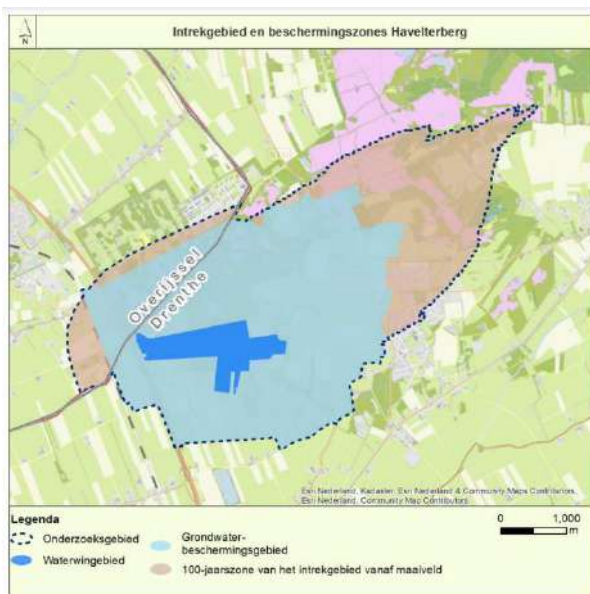 Intrekgebied en beschermingszones Havelterberg
N
Overijssel
Drenthe
Esri Nederland, Kadaster, Esri Nederland & Community Maps Contributors,
Esri Nederland, Community Map Contributors
Legenda
Onderzoeksgebied
Waterwingebied
Grondwater-
beschermingsgebied
100-jaarszone van het intrekgebied vanaf maaiveld
0 1,000
m